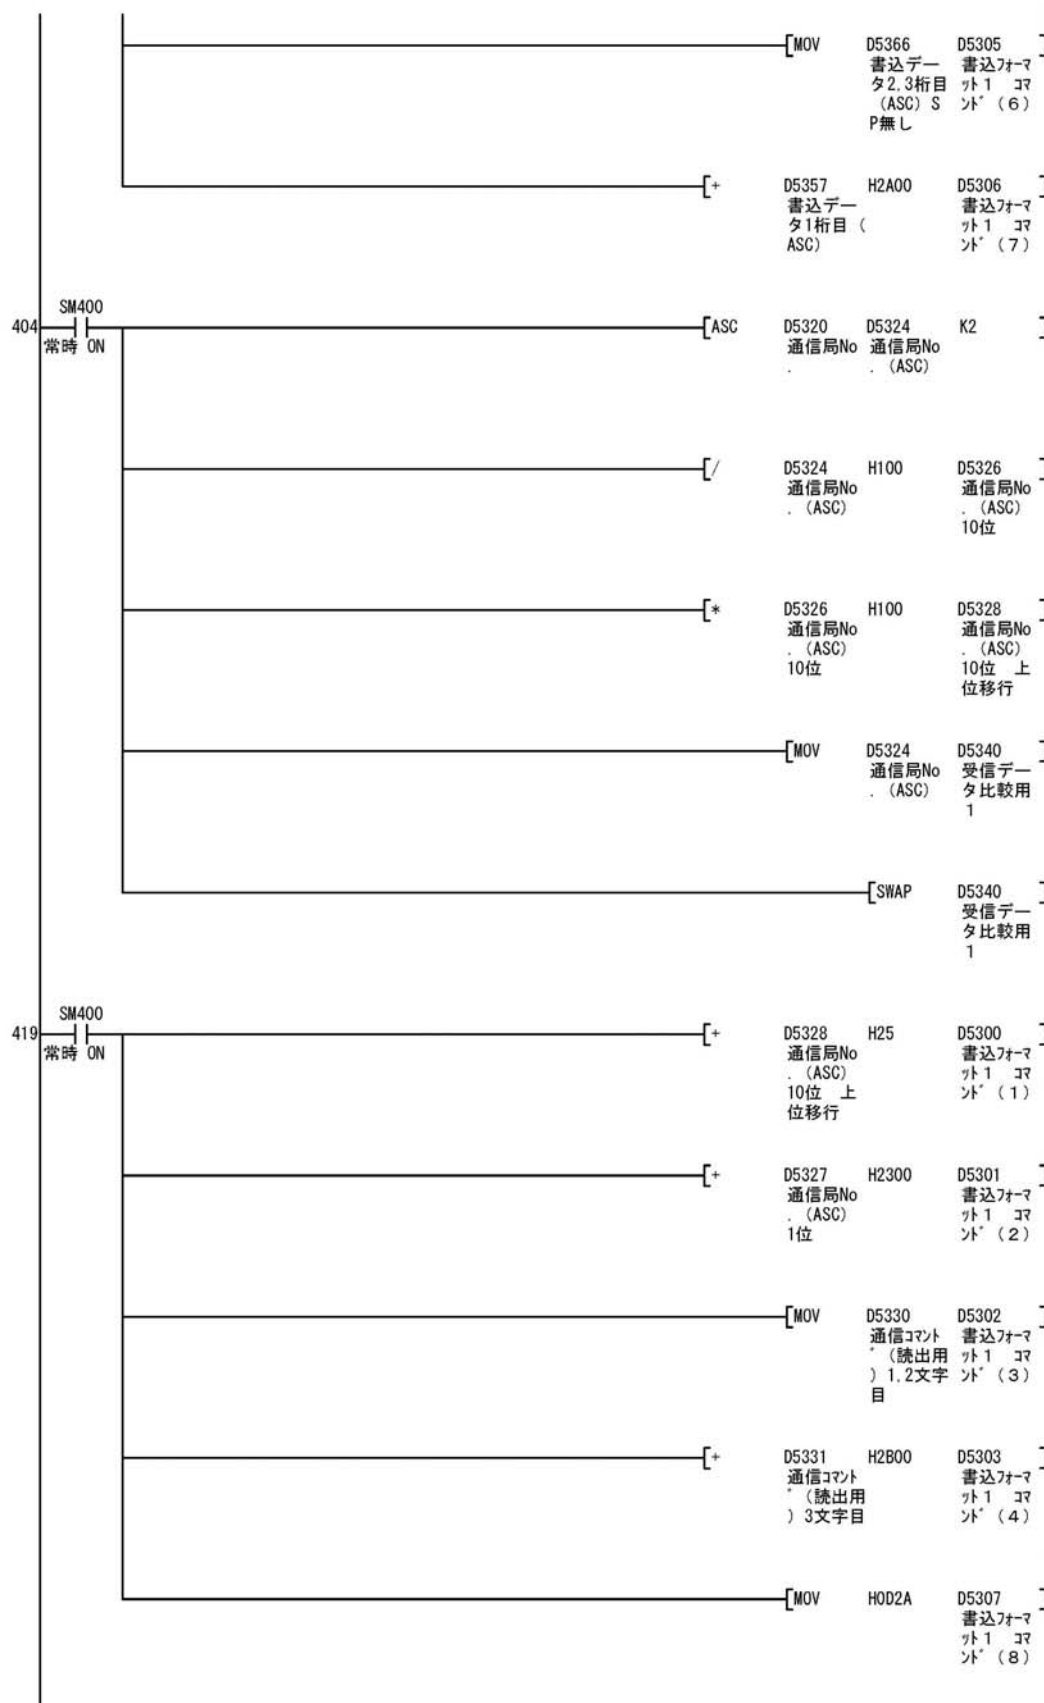 [MOV D5366 D5305 ]
書込デー 書込ﾌｫｰﾏ
タ2,3桁目 ｯﾄ１ ｺﾏ
（ASC）S ﾝﾄﾞ（６）
P無し
[+ D5357 H2A00 D5306 ]
書込デー 書込ﾌｫｰﾏ
タ1桁目（ ｯﾄ１ ｺﾏ
ASC） ﾝﾄﾞ（７）
SM400
404 [ASC D5320 D5324 K2 ]
常時 ON 通信局No 通信局No
. .（ASC）
[/ D5324 H100 D5326 ]
通信局No 通信局No
.（ASC） .（ASC）
10位
[* D5326 H100 D5328 ]
通信局No 通信局No
.（ASC） .（ASC）
10位 10位 上
位移行
[MOV D5324 D5340 ]
通信局No 受信デー
.（ASC） タ比較用
1
[SWAP D5340 ]
受信デー
タ比較用
1
SM400
419 [+ D5328 H25 D5300 ]
常時 ON 通信局No 書込ﾌｫｰﾏ
.（ASC） ｯﾄ１ ｺﾏ
10位 上 ﾝﾄﾞ（１）
位移行
[+ D5327 H2300 D5301 ]
通信局No 書込ﾌｫｰﾏ
.（ASC） ｯﾄ１ ｺﾏ
1位 ﾝﾄﾞ（２）
[MOV D5330 D5302 ]
通信ｺﾏﾝﾄ 書込ﾌｫｰﾏ
ﾞ（読出用 ｯﾄ１ ｺﾏ
）1,2文字 ﾝﾄﾞ（３）
目
[+ D5331 H2B00 D5303 ]
通信ｺﾏﾝﾄ 書込ﾌｫｰﾏ
ﾞ（読出用 ｯﾄ１ ｺﾏ
）3文字目 ﾝﾄﾞ（４）
[MOV H0D2A D5307 ]
書込ﾌｫｰﾏ
ｯﾄ１ ｺﾏ
ﾝﾄﾞ（８）